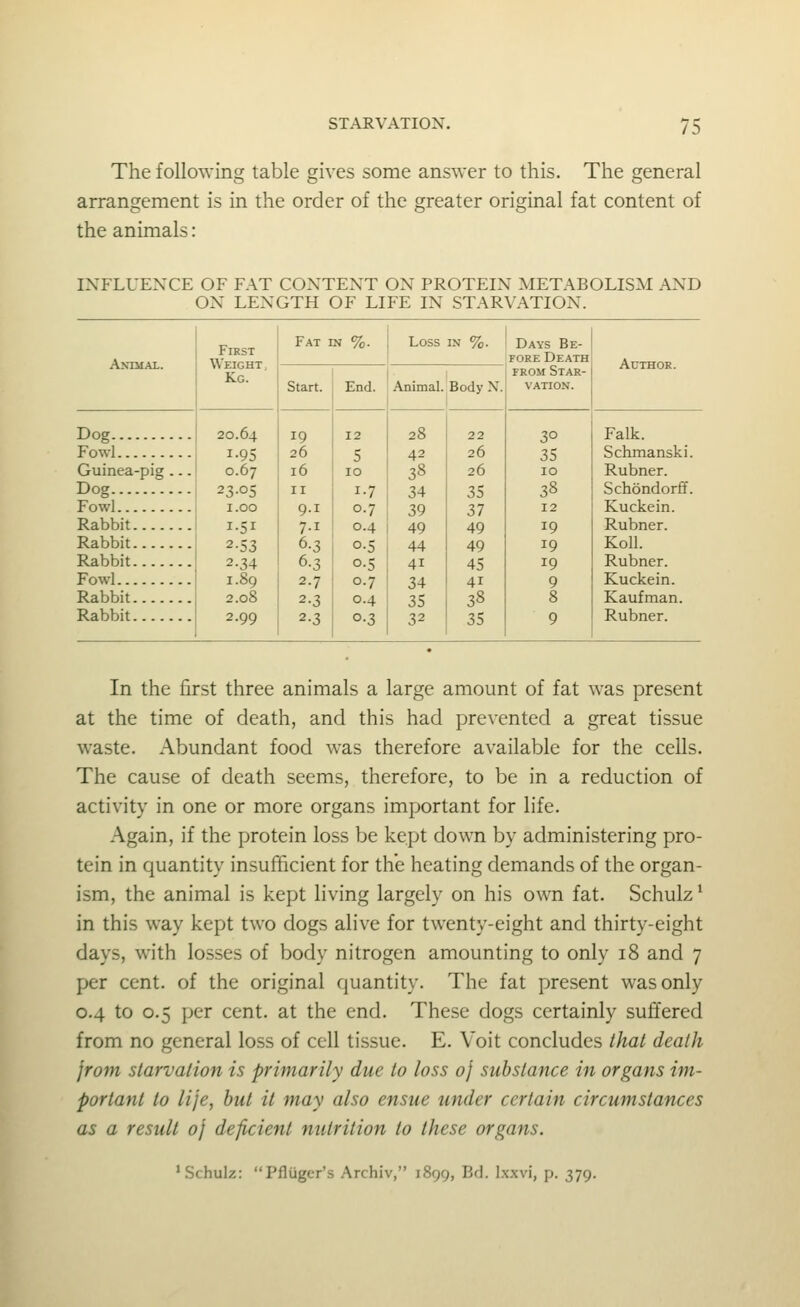 STARVATION. 75
The following table gives some answer to this. The general
arrangement is in the order of the greater original fat content of
the animals:
INFLUENCE OF FAT CONTENT ON PROTEIN METABOLISM AND
ON LENGTH OF LIFE IN STARVATION.
Animal. First Weight, Kg. Fat in %. Loss in %. Days Before Death from Starvation. Author.
Start. End. Animal. Body N.
Dog.......... 20.64 19 12 28 22 30 Falk.
Fowl.......... 1.95 26 5 42 26 35 Schmanski.
Guinea-pig... 0.67 16 10 38 26 10 Rubner.
Dog.......... 23.05 11 1.7 34 35 38 Schöndorff.
Fowl.......... 1.00 9.1 0.7 39 37 12 Kuckein.
Rabbit....... 1.51 7.1 0.4 49 49 19 Rubner.
Rabbit....... 2.53 6.3 0.5 44 49 19 Koll.
Rabbit....... 2.34 6.3 0.5 41 45 19 Rubner.
Fowl.......... 1.89 2.7 0.7 34 41 9 Kuckein.
Rabbit....... 2.08 2.3 0.4 35 38 8 Kaufman.
Rabbit....... 2.99 2.3 0.3 32 35 9 Rubner.
In the first three animals a large amount of fat was present
at the time of death, and this had prevented a great tissue
waste. Abundant food was therefore available for the cells.
The cause of death seems, therefore, to be in a reduction of
activity in one or more organs important for life.
Again, if the protein loss be kept down by administering pro-
tein in quantity insufficient for the heating demands of the organ-
ism, the animal is kept living largely on his own fat. Schulz¹
in this way kept two dogs alive for twenty-eight and thirty-eight
days, with losses of body nitrogen amounting to only 18 and 7
per cent. of the original quantity. The fat present was only
0.4 to 0.5 per cent. at the end. These dogs certainly suffered
from no general loss of cell tissue. E. Voit concludes that death
from starvation is primarily due to loss of substance in organs im-
portant to life, but it may also ensue under certain circumstances
as a result of deficient nutrition to these organs.
¹ Schulz: "Pflüger's Archiv," 1899, Bd. lxxvi, p. 379.